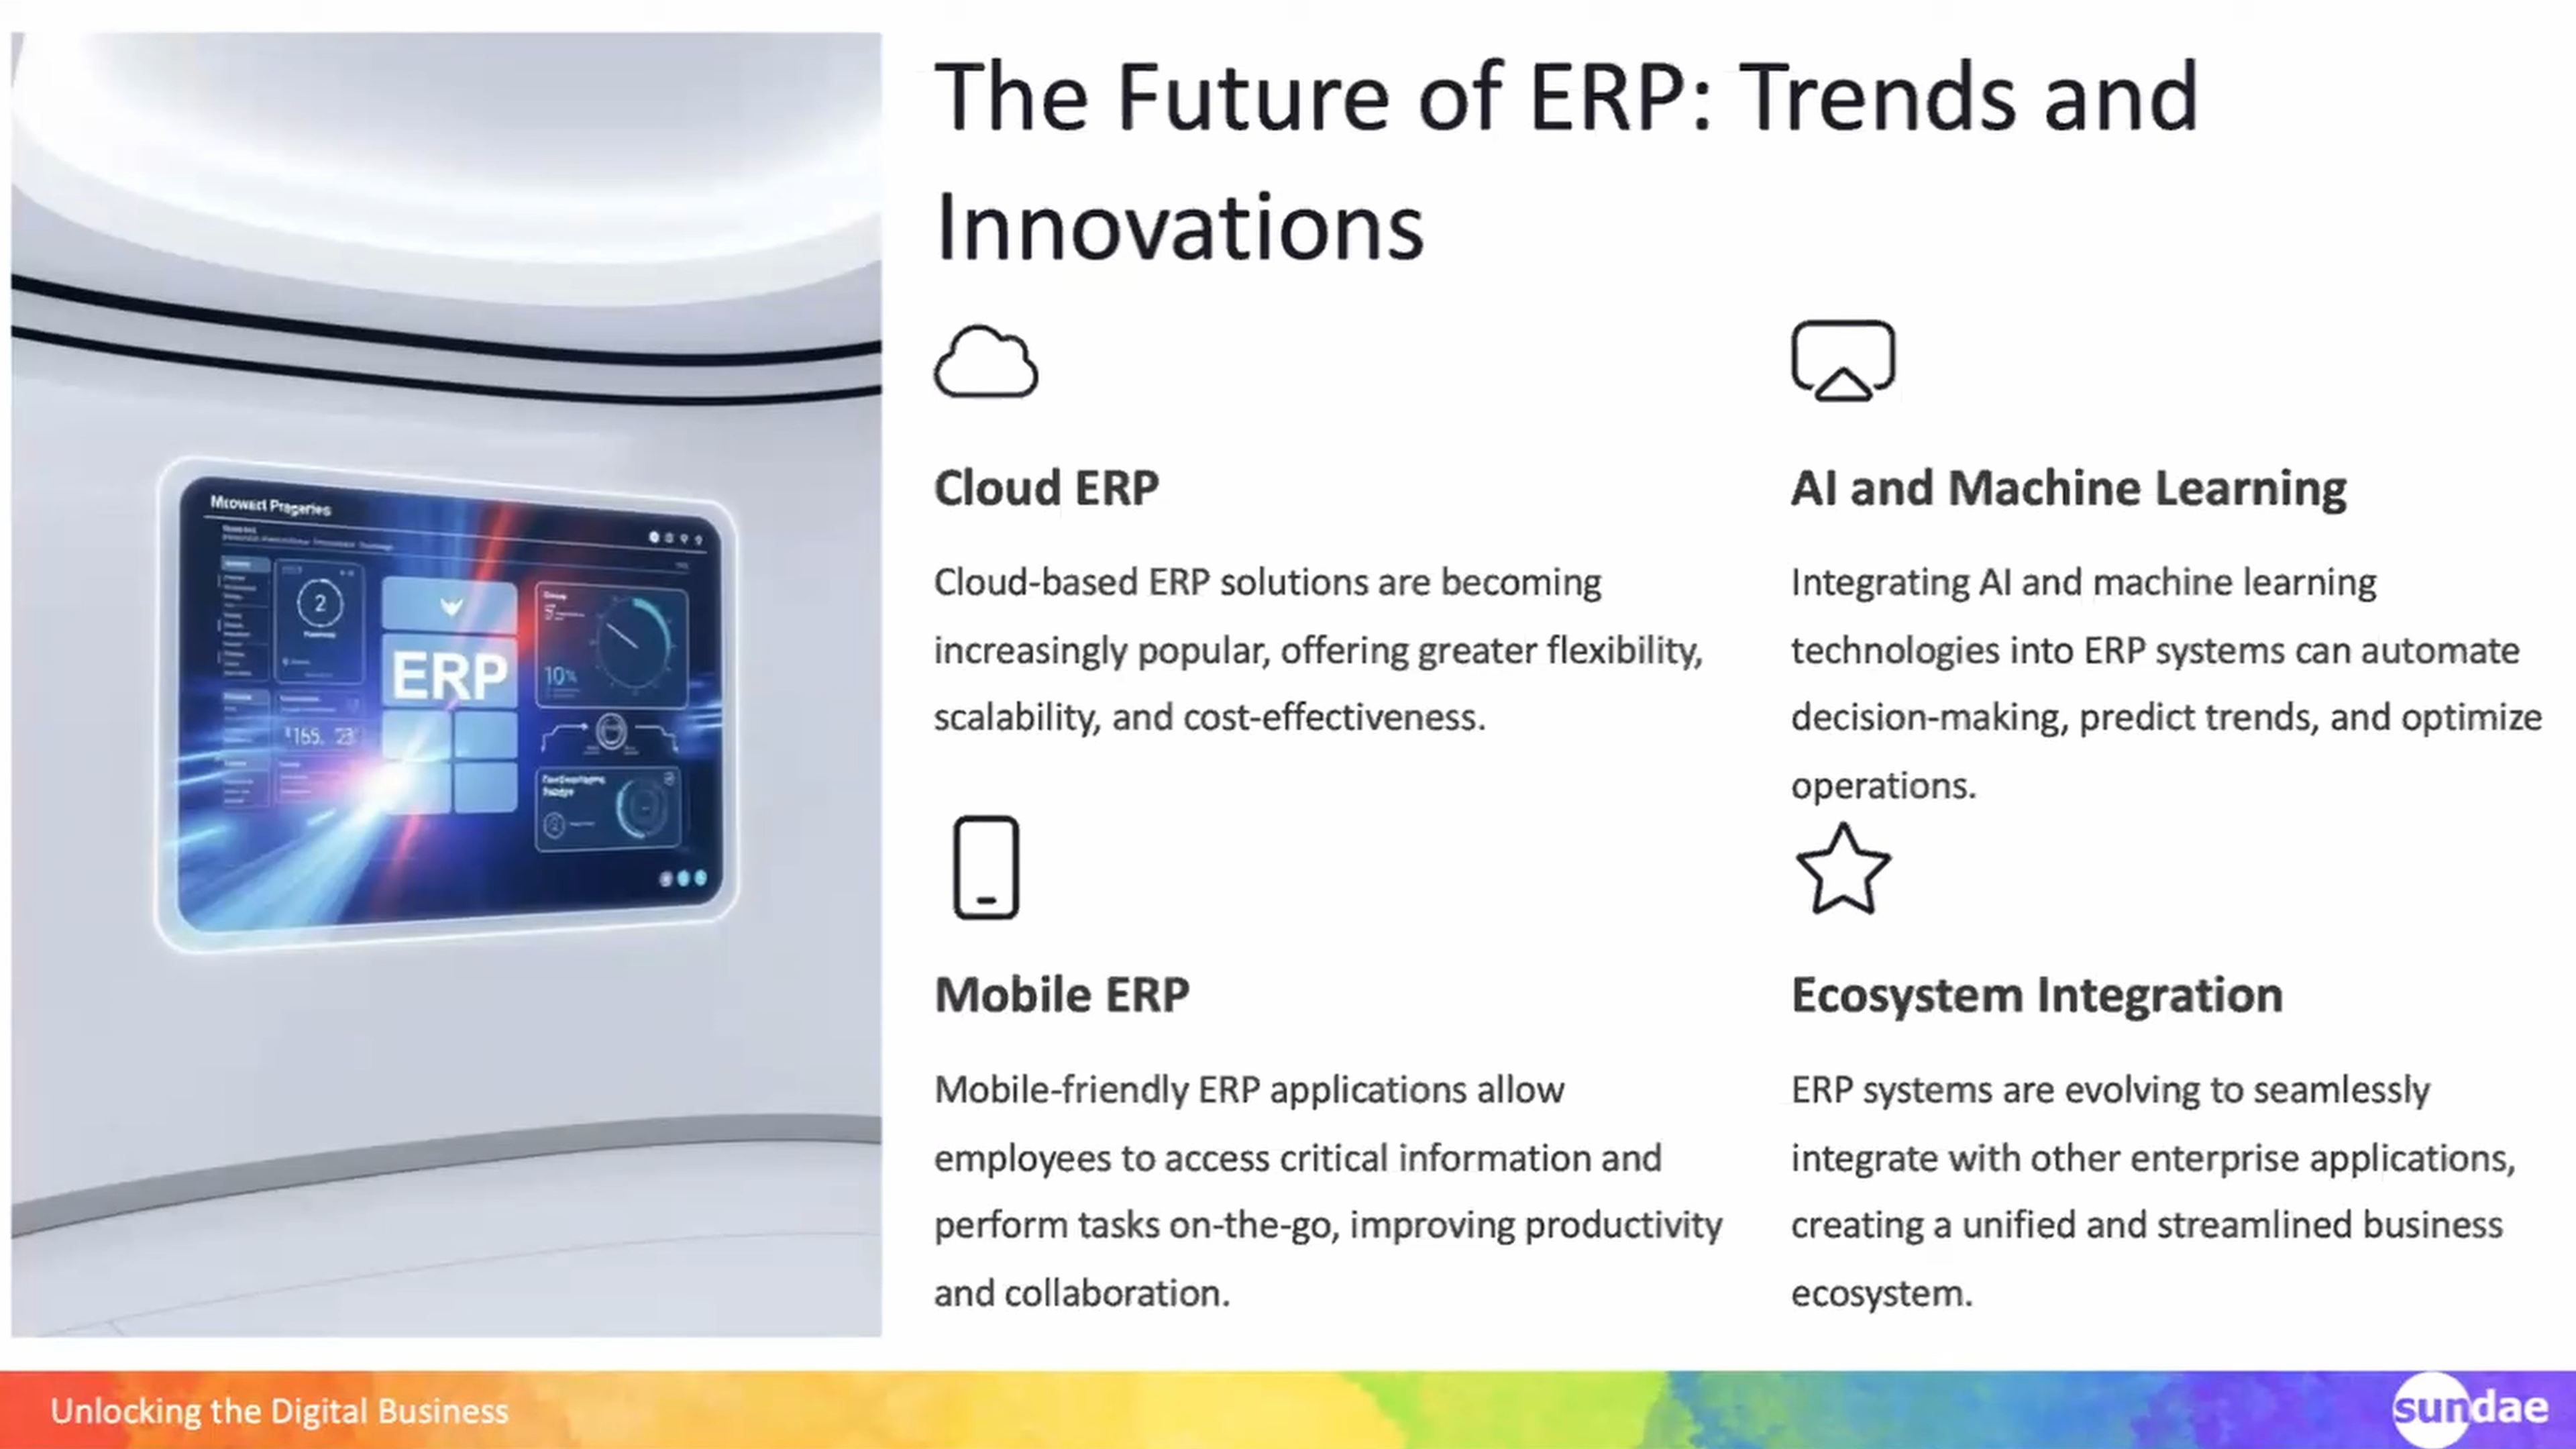 The Future of ERP: Trends and
Innovations
Cloud ERP
Cloud-based ERP solutions are becoming
increasingly popular, offering greater flexibility,
scalability, and cost-effectiveness.
AI and Machine Learning
Integrating AI and machine learning
technologies into ERP systems can automate
decision-making, predict trends, and optimize
operations.
Mobile ERP
Mobile-friendly ERP applications allow
employees to access critical information and
perform tasks on-the-go, improving productivity
and collaboration.
Ecosystem Integration
ERP systems are evolving to seamlessly
integrate with other enterprise applications,
creating a unified and streamlined business
ecosystem.
2
ERP
10%
Unlocking the Digital Business
sundae